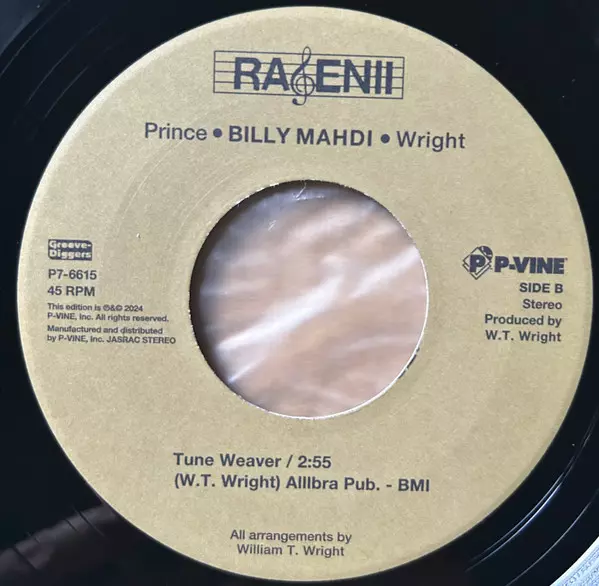 RAGENII
Prince • BILLY MAHDI • Wright
Groove-
Diggers
P7-6615
45 RPM
This edition is ℗&© 2024
P-VINE, Inc. All rights reserved.
Manufactured and distributed
by P-VINE, Inc. JASRAC STEREO
P-VINE
SIDE B
Stereo
Produced by
W.T. Wright
Tune Weaver / 2:55
(W.T. Wright) Alllbra Pub. - BMI
All arrangements by
William T. Wright